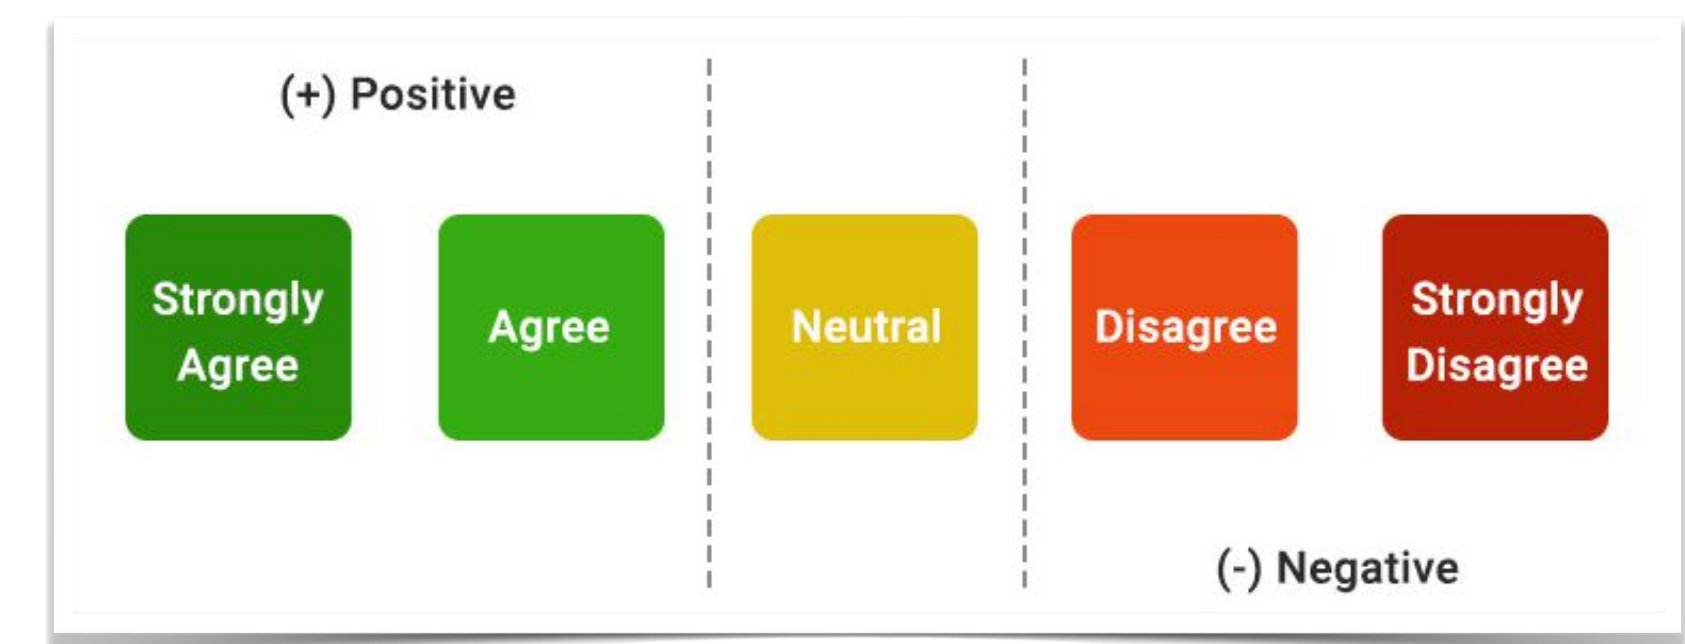 (+) Positive
Strongly
Agree
Agree
Neutral
Disagree
Strongly
Disagree
(-) Negative